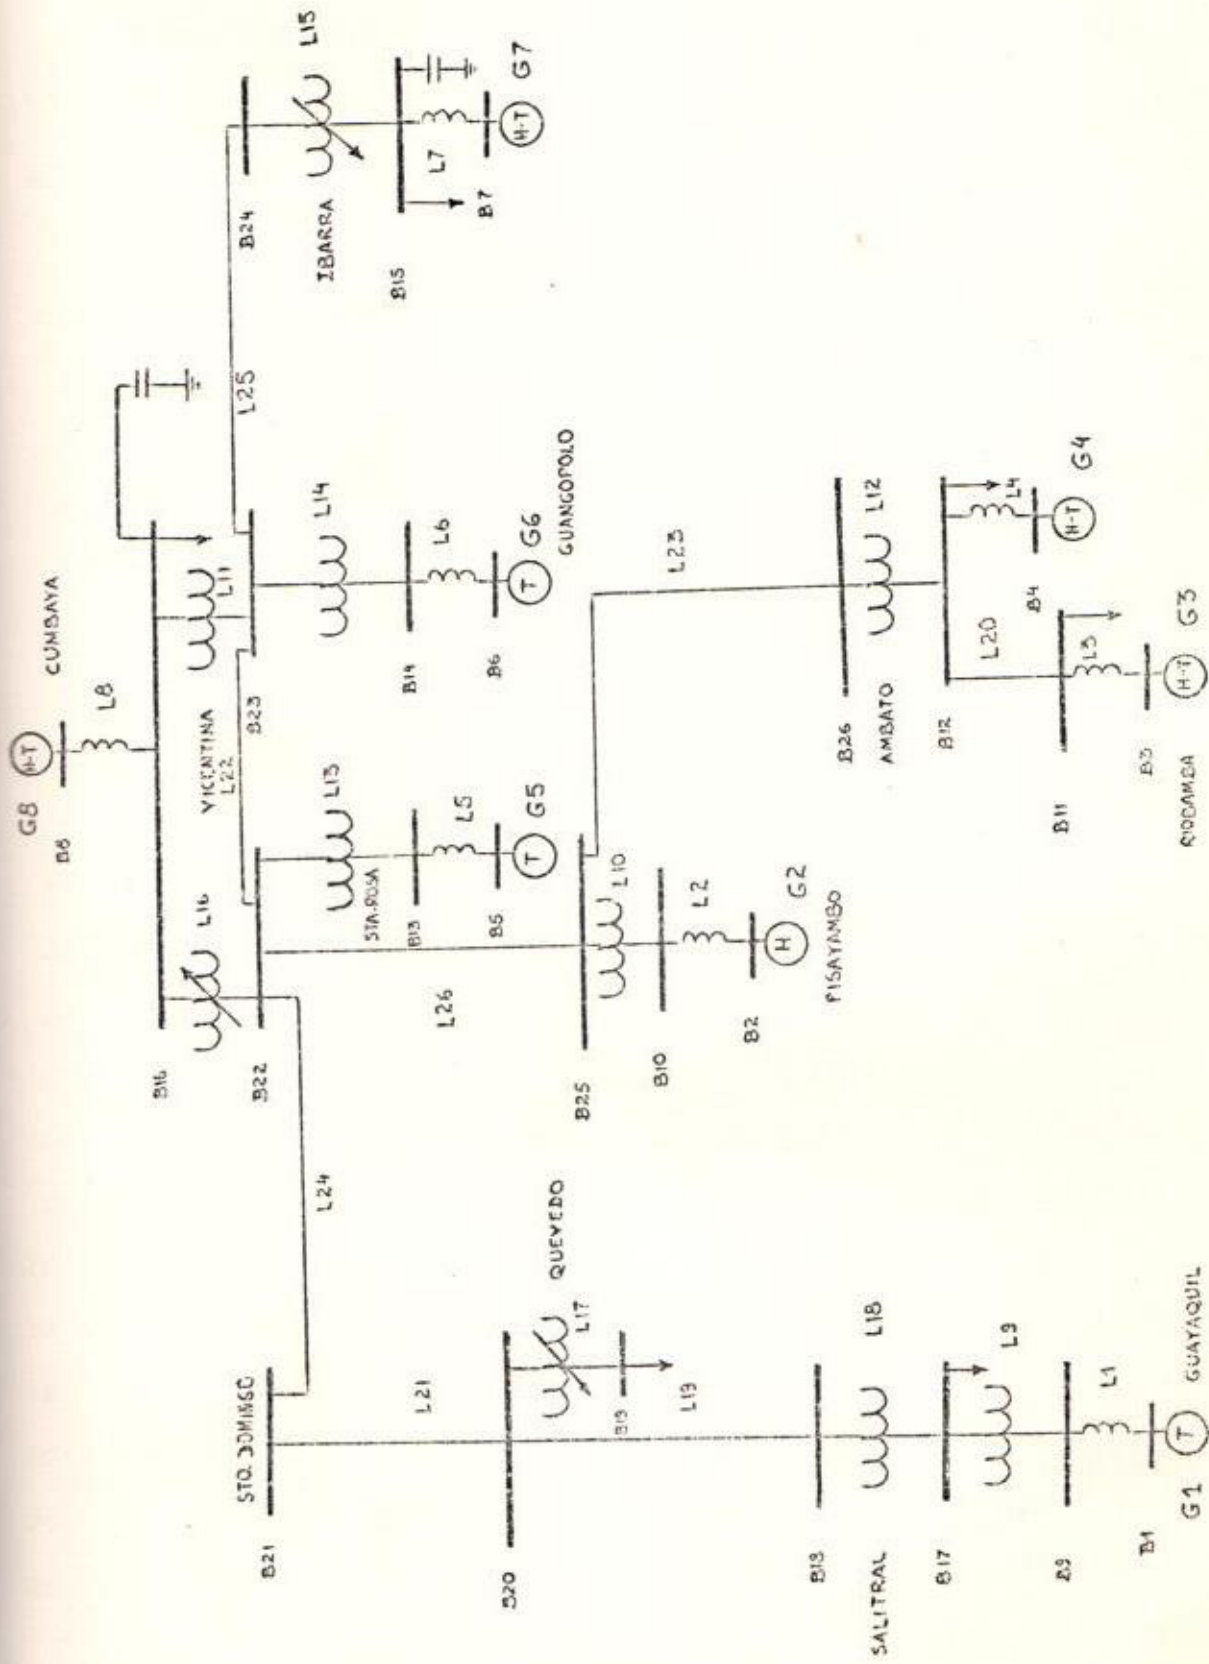 G8
H-T
CUMBAYA
B8
L8
B16
L16
VICENTINA
L22
L11
B23
B22
L25
B24
L15
IBARRA
B15
L7
B7
H-T
G7
L14
B14
L6
B6
T
G6
GUANGOPOLO
L13
STA. ROSA
B13
L5
B5
T
G5
L26
B25
L10
B10
L2
B2
H
G2
PISAYAMBO
L23
B26
L12
AMBATO
B12
L4
B4
H-T
G4
L20
B11
L3
B3
H-T
G3
RIOBAMBA
L24
STO. DOMINGO
B21
L21
B20
QUEVEDO
L17
B19
L19
B18
L18
SALITRAL
B17
L9
B9
L1
B1
T
G1
GUAYAQUIL